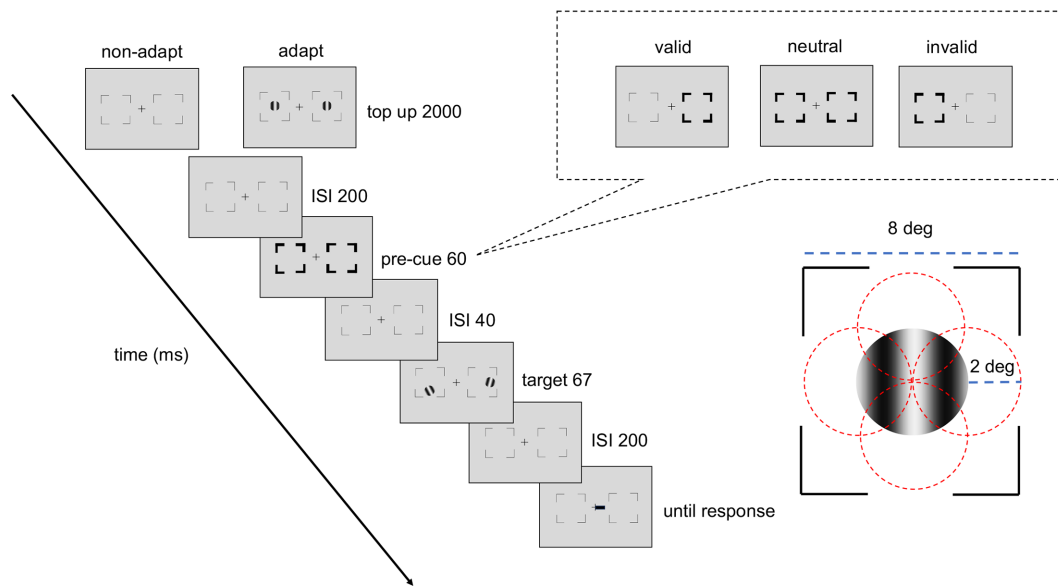 non-adapt
adapt
top up 2000
ISI 200
pre-cue 60
ISI 40
time (ms)
target 67
ISI 200
until response
valid
neutral
invalid
8 deg
2 deg